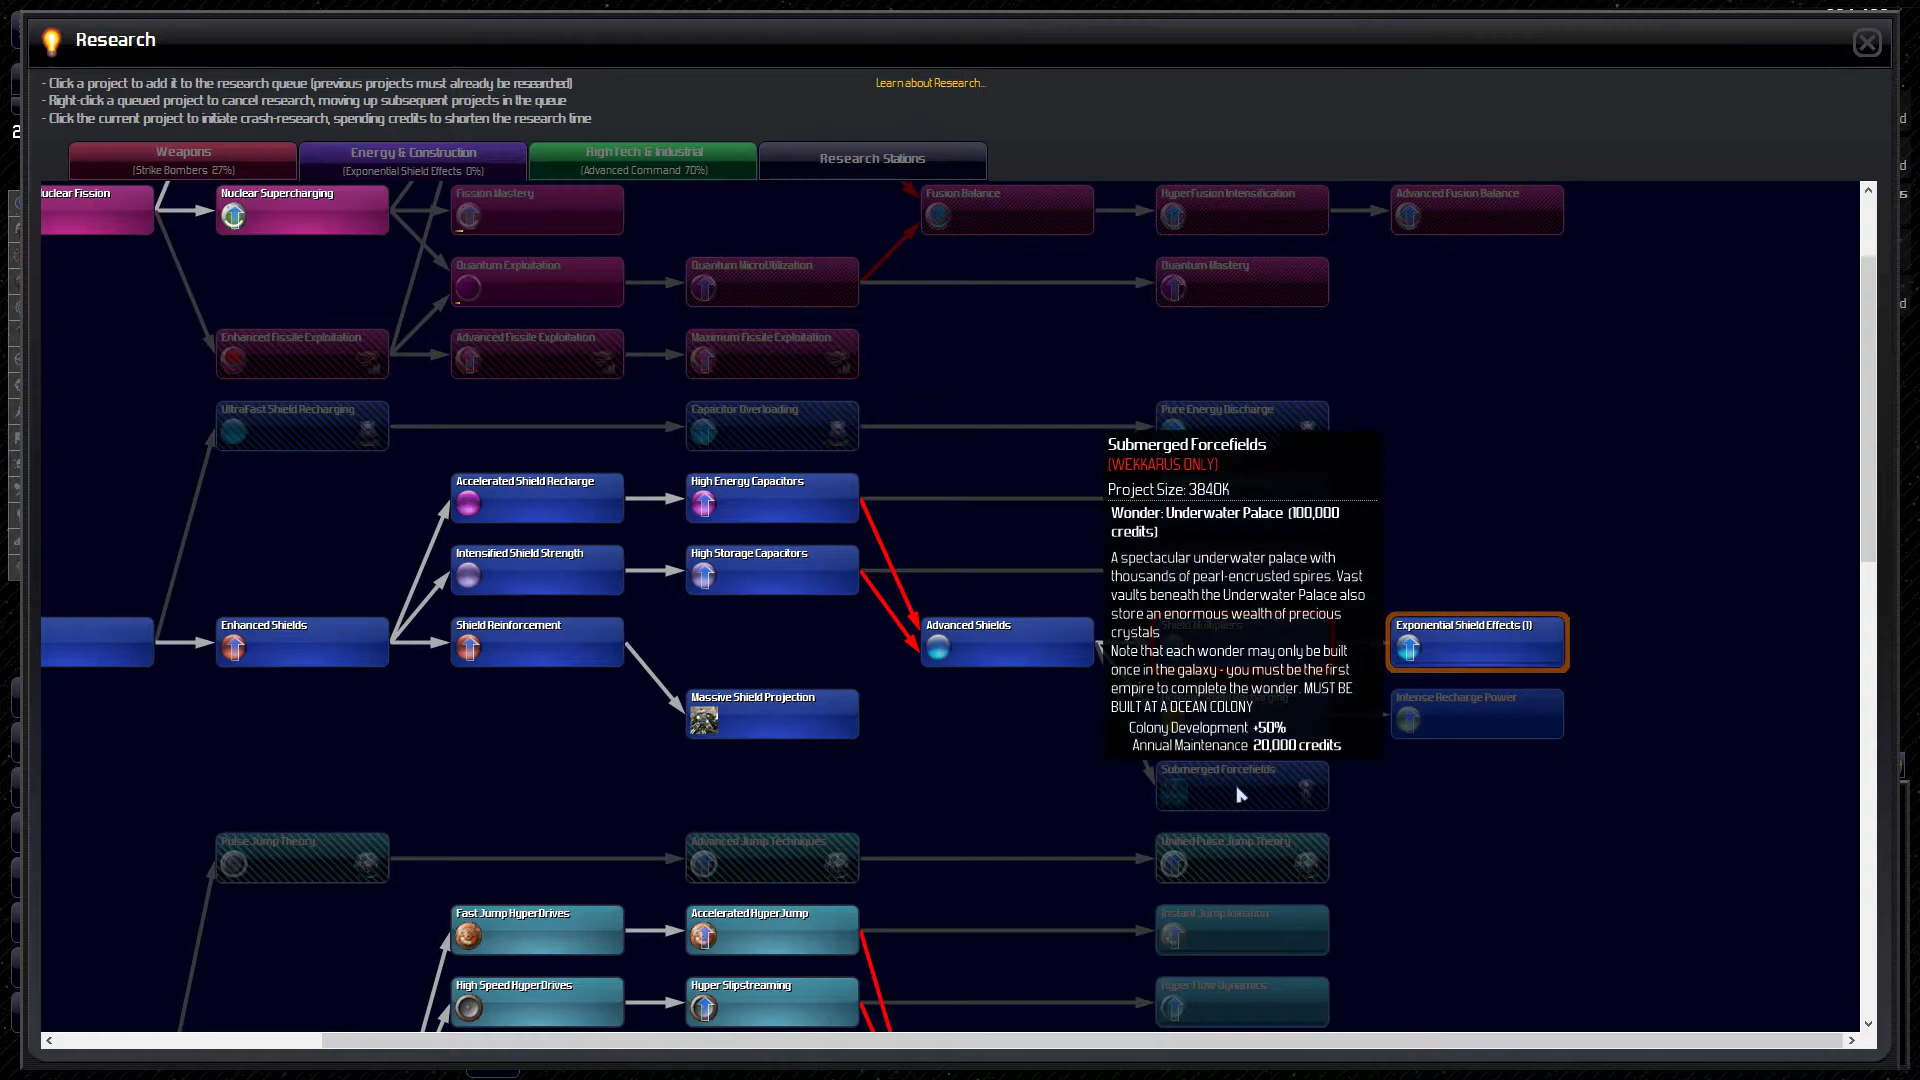 Research
- Click a project to add it to the research queue (previous projects must already be researched)
- Right-click a queued project to cancel research, moving up subsequent projects in the queue
- Click the current project to initiate crash-research, spending credits to shorten the research time
Learn about Research...
Weapons
(Strike Bombers 27%)
Energy & Construction
(Exponential Shield Effects 0%)
HighTech & Industrial
(Advanced Command 70%)
Research Stations
Nuclear Fission
Nuclear Supercharging
Fission Mastery
Fusion Balance
HyperFusion Intensification
Advanced Fusion Balance
Quantum Exploitation
Quantum MicroUtilization
Quantum Mastery
Enhanced Fissile Exploitation
Advanced Fissile Exploitation
Maximum Fissile Exploitation
UltraFast Shield Recharging
Capacitor Overloading
Pure Energy Discharge
Submerged Forcefields
(WEKKARUS ONLY)
Project Size: 3840K
Wonder: Underwater Palace (100,000
credits)
A spectacular underwater palace with
thousands of pearl-encrusted spires. Vast
vaults beneath the Underwater Palace also
store an enormous wealth of precious
crystals
Note that each wonder may only be built
once in the galaxy - you must be the first
empire to complete the wonder. MUST BE
BUILT AT A OCEAN COLONY
Colony Development +50%
Annual Maintenance 20,000 credits
Accelerated Shield Recharge
High Energy Capacitors
Intensified Shield Strength
High Storage Capacitors
Enhanced Shields
Shield Reinforcement
Advanced Shields
Shield Multipliers
Exponential Shield Effects (1)
Massive Shield Projection
Intense Recharge Power
Submerged Forcefields
Pulse Jump Theory
Advanced Jump Techniques
Unified Pulse Jump Theory
Fast Jump HyperDrives
Accelerated HyperJump
Instant JumpInitiation
High Speed HyperDrives
Hyper Slipstreaming
Hyper Flow Dynamics